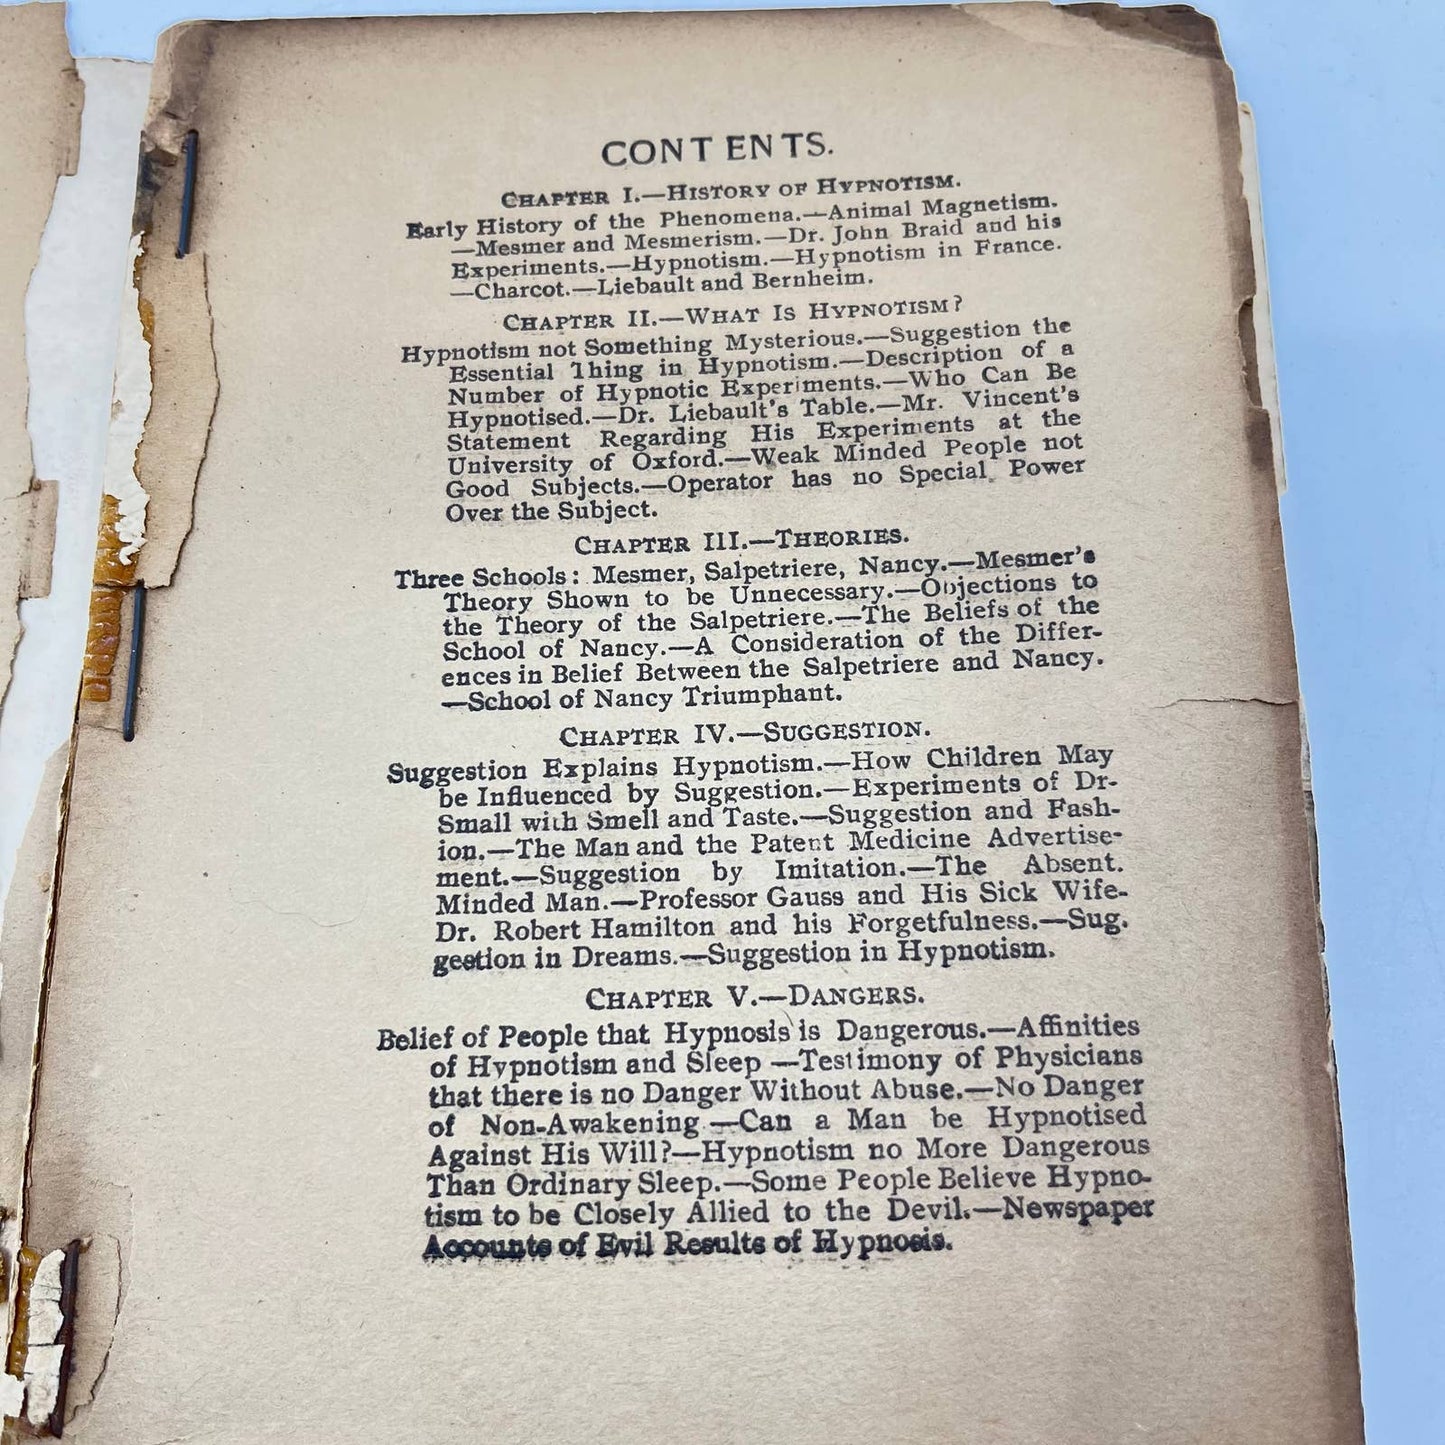 CONTENTS.
CHAPTER I.—HISTORY OF HYPNOTISM.
Early History of the Phenomena.—Animal Magnetism.
—Mesmer and Mesmerism.—Dr. John Braid and his
Experiments.—Hypnotism.—Hypnotism in France.
—Charcot.—Liebault and Bernheim.
CHAPTER II.—WHAT IS HYPNOTISM?
Hypnotism not Something Mysterious.—Suggestion the
Essential Thing in Hypnotism.—Description of a
Number of Hypnotic Experiments.—Who Can Be
Hypnotised.—Dr. Liebault's Table.—Mr. Vincent's
Statement Regarding His Experiments at the
University of Oxford.—Weak Minded People not
Good Subjects.—Operator has no Special Power
Over the Subject.
CHAPTER III.—THEORIES.
Three Schools: Mesmer, Salpetriere, Nancy.—Mesmer's
Theory Shown to be Unnecessary.—Objections to
the Theory of the Salpetriere.—The Beliefs of the
School of Nancy.—A Consideration of the Differ-
ences in Belief Between the Salpetriere and Nancy.
—School of Nancy Triumphant.
CHAPTER IV.—SUGGESTION.
Suggestion Explains Hypnotism.—How Children May
be Influenced by Suggestion.—Experiments of Dr-
Small with Smell and Taste.—Suggestion and Fash-
ion.—The Man and the Patent Medicine Advertise-
ment.—Suggestion by Imitation.—The Absent.
Minded Man.—Professor Gauss and His Sick Wife-
Dr. Robert Hamilton and his Forgetfulness.—Sug.
gestion in Dreams.—Suggestion in Hypnotism.
CHAPTER V.—DANGERS.
Belief of People that Hypnosis is Dangerous.—Affinities
of Hypnotism and Sleep —Testimony of Physicians
that there is no Danger Without Abuse.—No Danger
of Non-Awakening.—Can a Man be Hypnotised
Against His Will?—Hypnotism no More Dangerous
Than Ordinary Sleep.—Some People Believe Hypno-
tism to be Closely Allied to the Devil.—Newspaper
Accounts of Evil Results of Hypnosis.